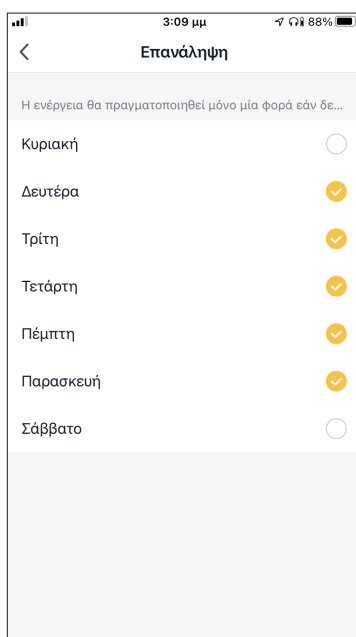 3:09 μμ
88%
Επανάληψη
Η ενέργεια θα πραγματοποιηθεί μόνο μία φορά εάν δε...
Κυριακή
Δευτέρα
Τρίτη
Τετάρτη
Πέμπτη
Παρασκευή
Σάββατο